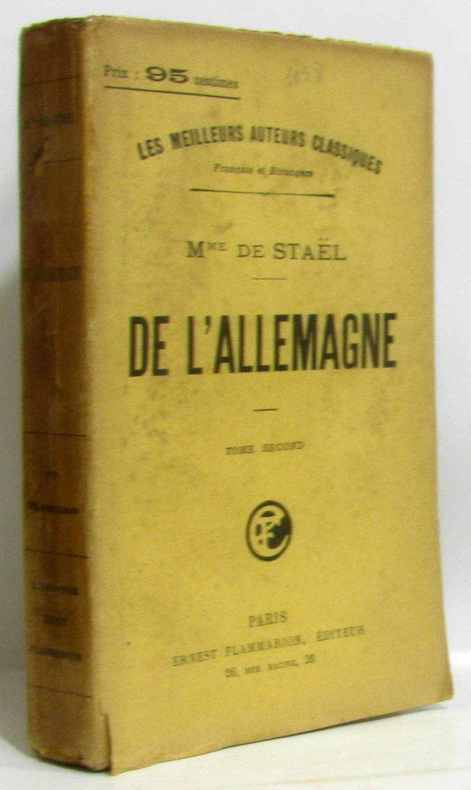 Prix : 95 centimes
LES MEILLEURS AUTEURS CLASSIQUES
Français et Étrangers
MME DE STAËL
DE L'ALLEMAGNE
TOME SECOND
PARIS
ERNEST FLAMMARION, ÉDITEUR
26, RUE RACINE, 26